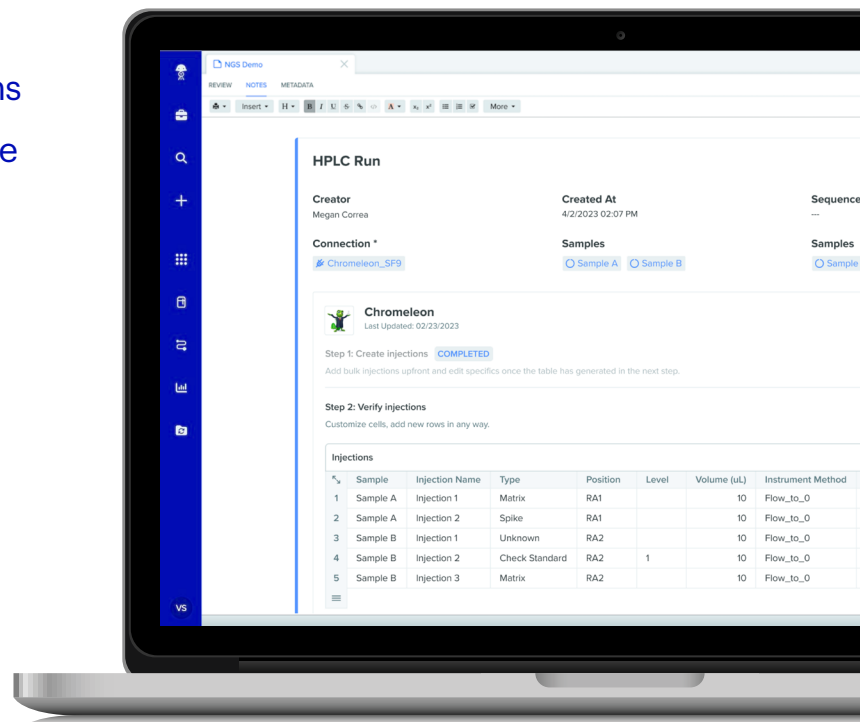 ns
e
NGS Demo
REVIEW NOTES METADATA
Insert H B I U S A x₂ x² More
HPLC Run
Creator Created At Sequence
Megan Correa 4/2/2023 02:07 PM ---
Connection * Samples Samples
Chromeleon_SF9 Sample A Sample B Sample
Chromeleon
Last Updated: 02/23/2023
Step 1: Create injections COMPLETED
Add bulk injections upfront and edit specifics once the table has generated in the next step.
Step 2: Verify injections
Customize cells, add new rows in any way.
Injections
Sample Injection Name Type Position Level Volume (uL) Instrument Method
1 Sample A Injection 1 Matrix RA1 10 Flow_to_0
2 Sample A Injection 2 Spike RA1 10 Flow_to_0
3 Sample B Injection 1 Unknown RA2 10 Flow_to_0
4 Sample B Injection 2 Check Standard RA2 1 10 Flow_to_0
5 Sample B Injection 3 Matrix RA2 10 Flow_to_0
VS